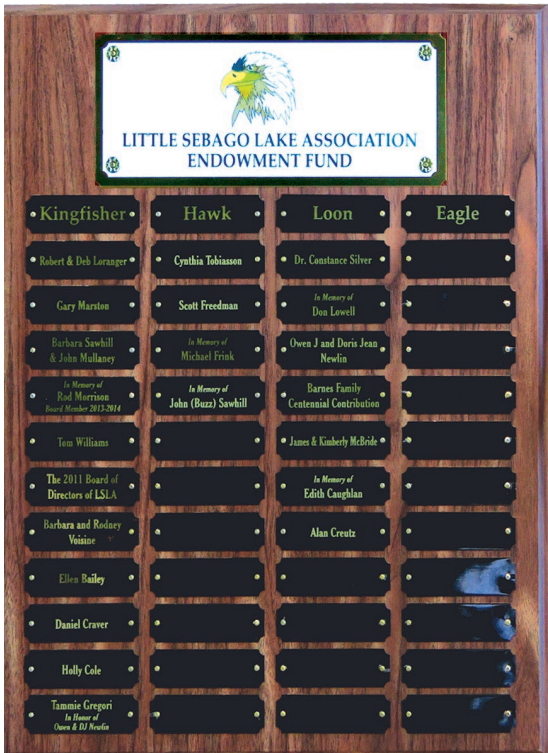 LITTLE SEBAGO LAKE ASSOCIATION
ENDOWMENT FUND
Kingfisher
Robert & Deb Loranger
Gary Marston
Barbara Sawhill
& John Mullaney
In Memory of
Rod Morrison
Board Member 2013-2014
Tom Williams
The 2011 Board of
Directors of LSLA
Barbara and Rodney
Voisine
Ellen Bailey
Daniel Craver
Holly Cole
Tammie Gregori
In Honor of
Owen & DJ Newlin
Hawk
Cynthia Tobiasson
Scott Freedman
In Memory of
Michael Frink
In Memory of
John (Buzz) Sawhill
Loon
Dr. Constance Silver
In Memory of
Don Lowell
Owen J and Doris Jean
Newlin
Barnes Family
Centennial Contribution
James & Kimberly McBride
In Memory of
Edith Caughlan
Alan Creutz
Eagle